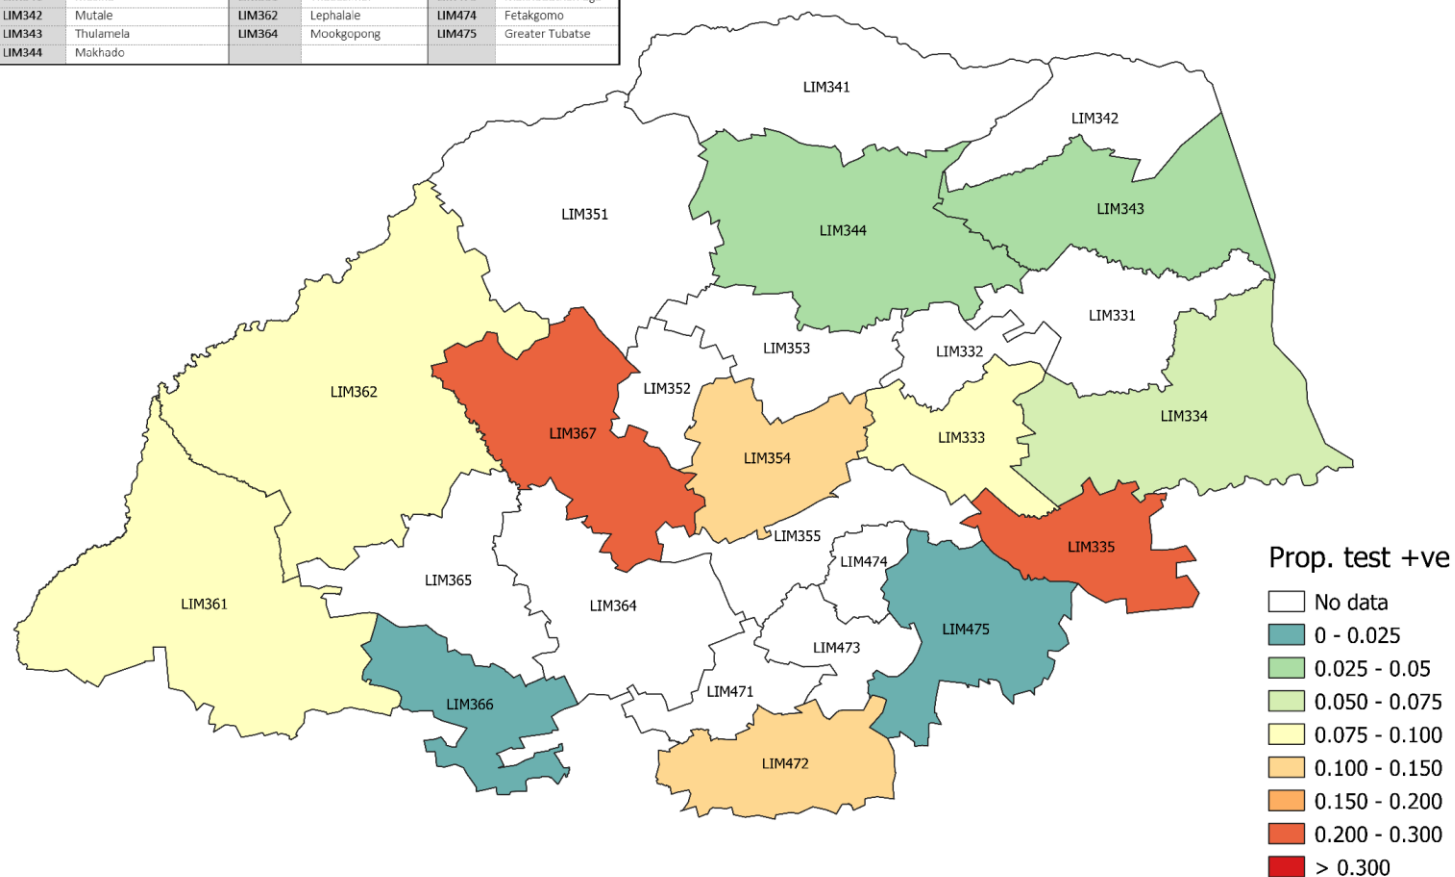 LIM342 Mutale LIM362 Lephalale LIM474 Fetakgomo
LIM343 Thulamela LIM364 Mookgopong LIM475 Greater Tubatse
LIM344 Makhado
LIM341
LIM342
LIM351
LIM343
LIM344
LIM331
LIM353
LIM332
LIM352
LIM362
LIM334
LIM367
LIM333
LIM354
LIM355
LIM335
LIM474
LIM365
LIM361
LIM364
LIM475
LIM473
LIM471
LIM366
LIM472
Prop. test +ve
No data
0 - 0.025
0.025 - 0.05
0.050 - 0.075
0.075 - 0.100
0.100 - 0.150
0.150 - 0.200
0.200 - 0.300
> 0.300